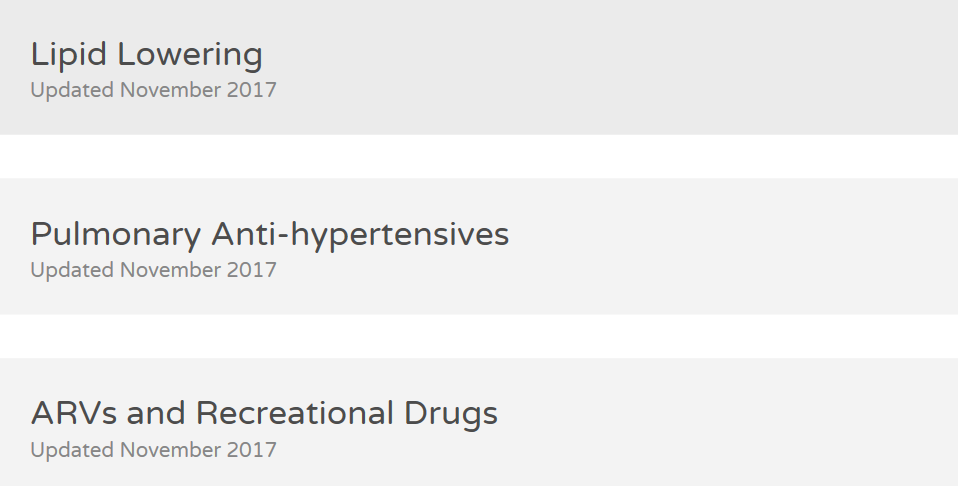 Lipid Lowering
Updated November 2017
Pulmonary Anti-hypertensives
Updated November 2017
ARVs and Recreational Drugs
Updated November 2017